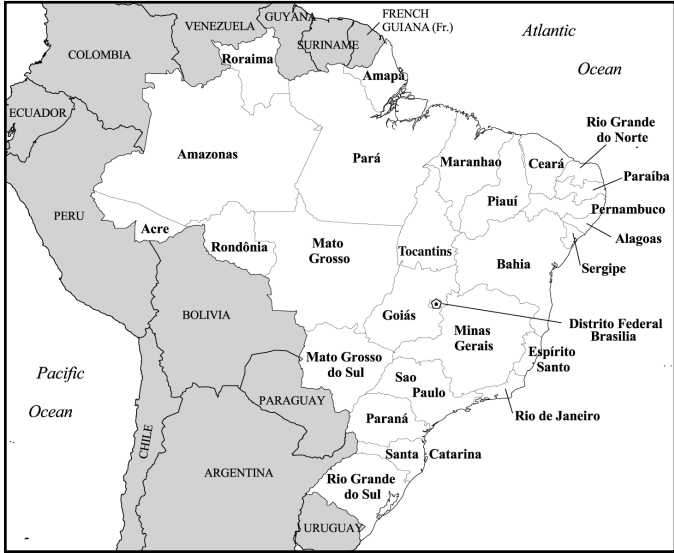 GUYANA
FRENCH
GUIANA (Fr.)
VENEZUELA
Atlantic
Ocean
SURINAME
COLOMBIA
Roraima
Amapá
ECUADOR
Rio Grande
do Norte
Amazonas
Pará
Maranhao
Ceará
Paraíba
Piauí
Pernambuco
PERU
Acre
Rondônia
Mato
Grosso
Tocantins
Alagoas
Bahia
Sergipe
BOLIVIA
Goiás
Distrito Federal
Brasilia
Minas
Gerais
Mato Grosso
do Sul
Espírito
Santo
Pacific
Ocean
Sao
Paulo
PARAGUAY
Rio de Janeiro
Paraná
CHILE
Santa Catarina
ARGENTINA
Rio Grande
do Sul
URUGUAY